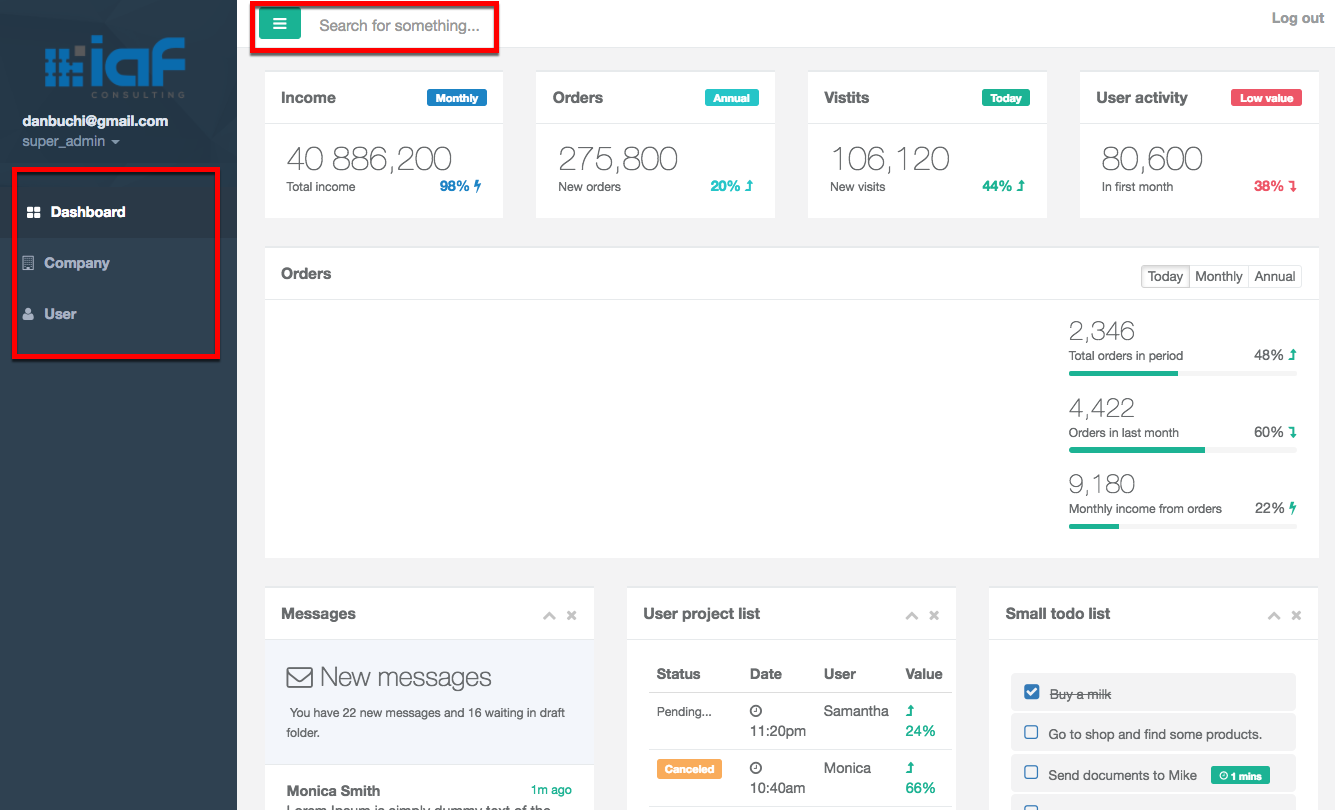 iaf
CONSULTING
danbuchi@gmail.com
super_admin
Dashboard
Company
User
Search for something...
Log out
Income
Monthly
40 886,200
Total income
98%
Orders
Annual
275,800
New orders
20%
Vistits
Today
106,120
New visits
44%
User activity
Low value
80,600
In first month
38%
Orders
Today Monthly Annual
2,346
Total orders in period 48%
4,422
Orders in last month 60%
9,180
Monthly income from orders 22%
Messages
New messages
You have 22 new messages and 16 waiting in draft
folder.
Monica Smith 1m ago
Lorem Ipsum is simply dummy text of the
User project list
Status Date User Value
Pending... 11:20pm Samantha 24%
Canceled 10:40am Monica 66%
Small todo list
Buy a milk
Go to shop and find some products.
Send documents to Mike 1 mins